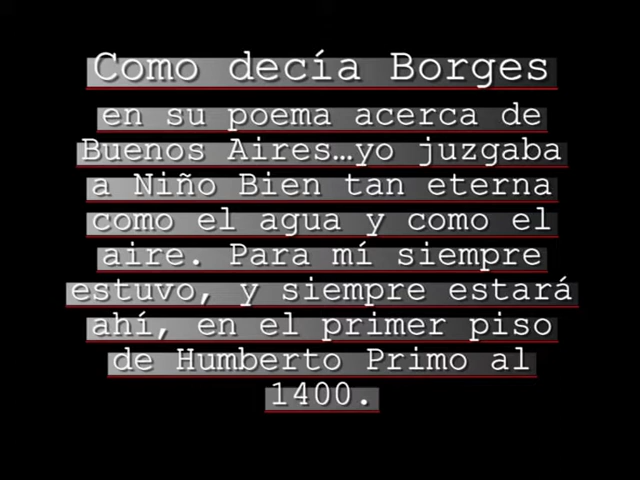 Como decía Borges
en su poema acerca de
Buenos Aires…yo juzgaba
a Niño Bien tan eterna
como el agua y como el
aire. Para mí siempre
estuvo, y siempre estará
ahí, en el primer piso
de Humberto Primo al
1400.